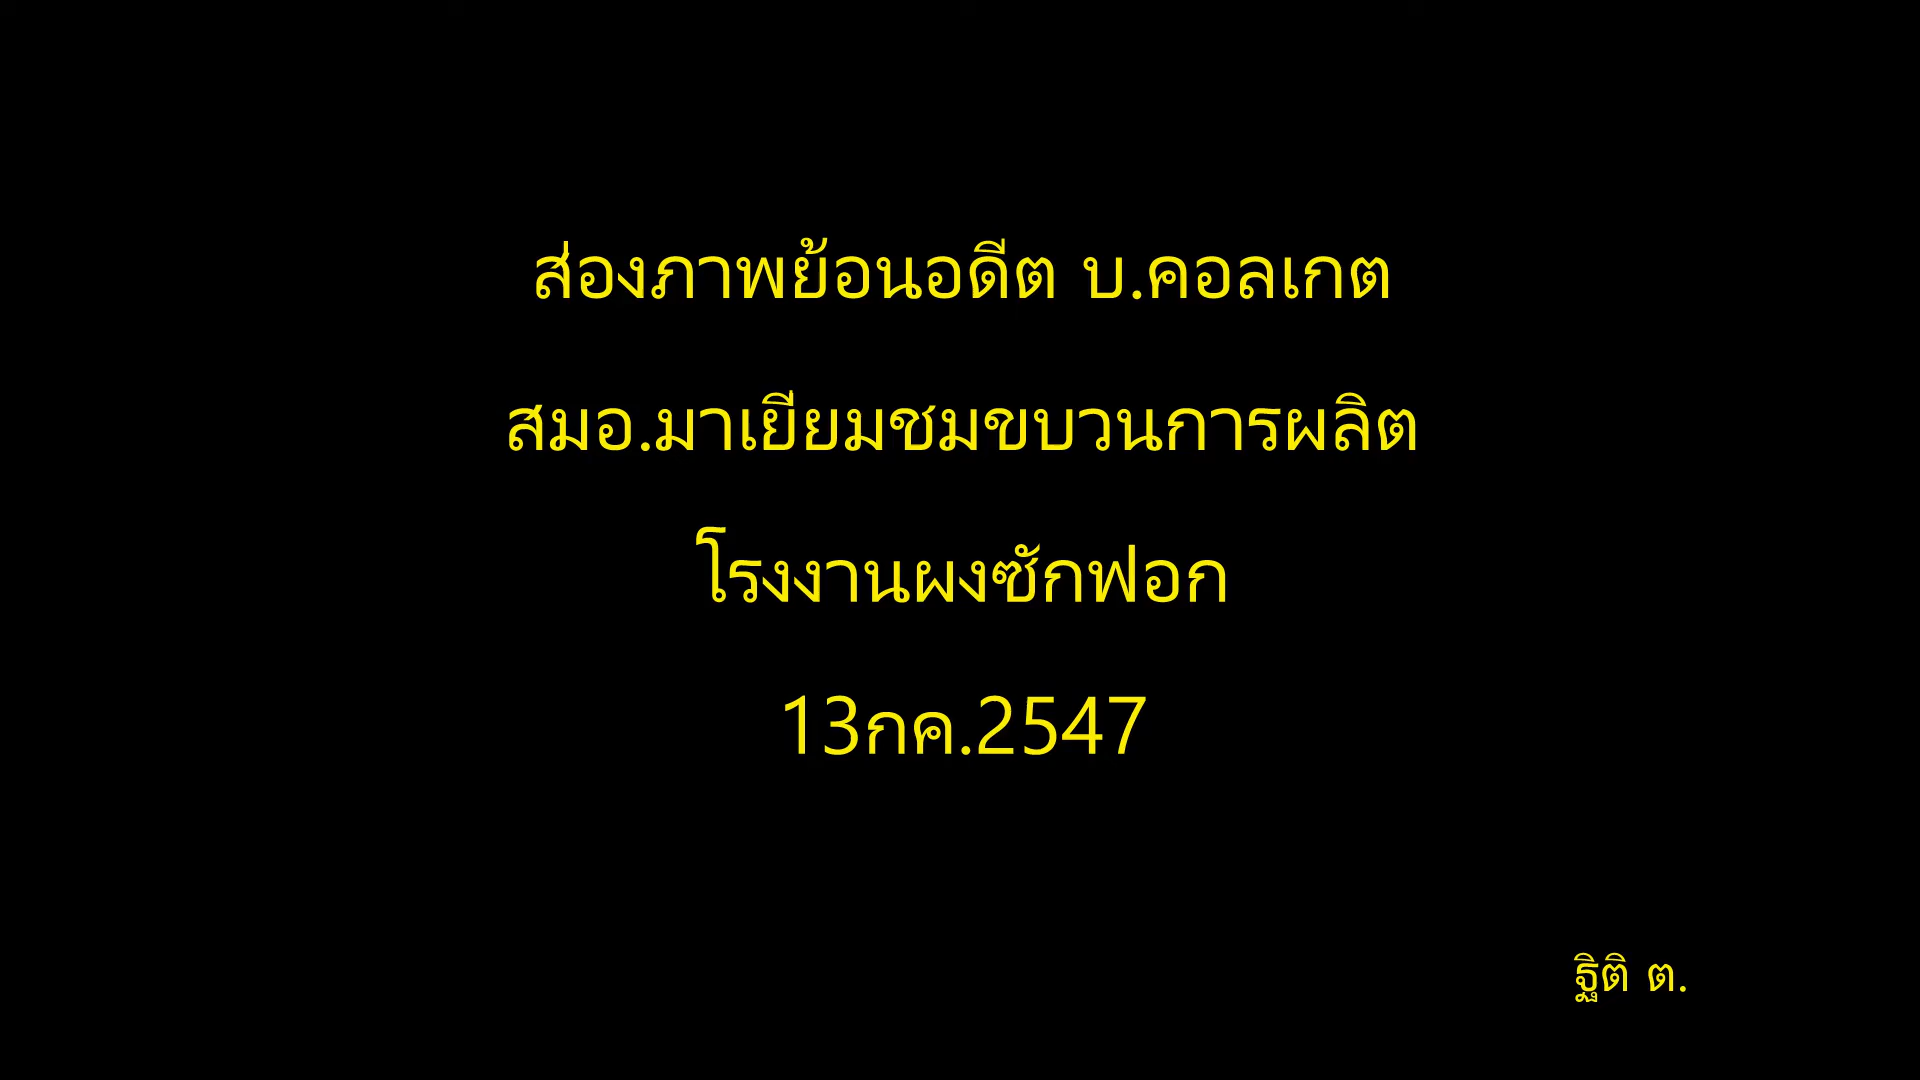 ส่องภาพย้อนอดีต บ.คอลเกต
สมอ.มาเยี่ยมชมขบวนการผลิต
โรงงานผงซักฟอก
13กค.2547
ฐิติ ต.